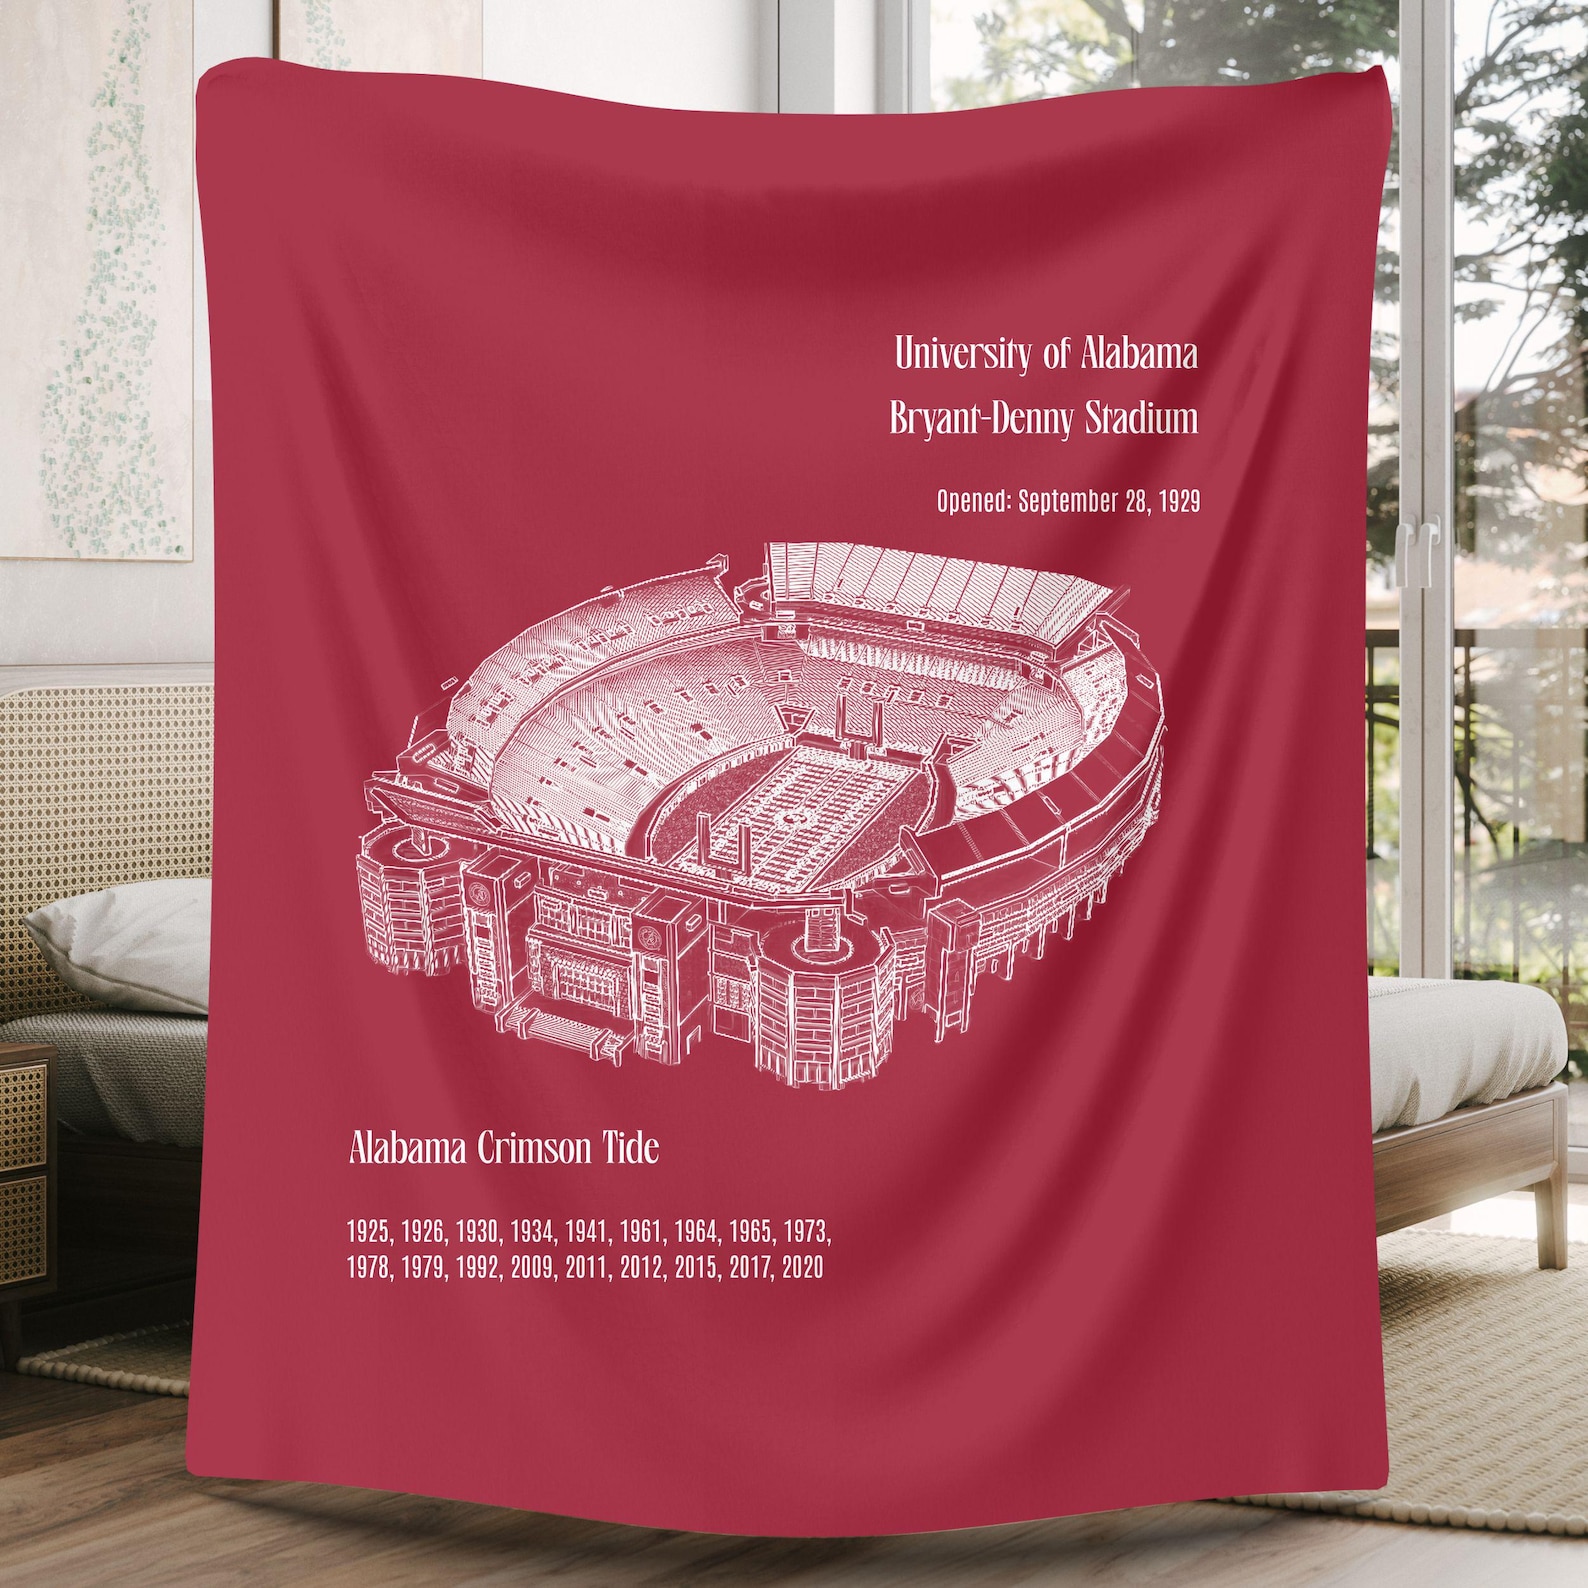 University of Alabama
Bryant-Denny Stadium
Opened: September 28, 1929
Alabama Crimson Tide
1925, 1926, 1930, 1934, 1941, 1961, 1964, 1965, 1973,
1978, 1979, 1992, 2009, 2011, 2012, 2015, 2017, 2020